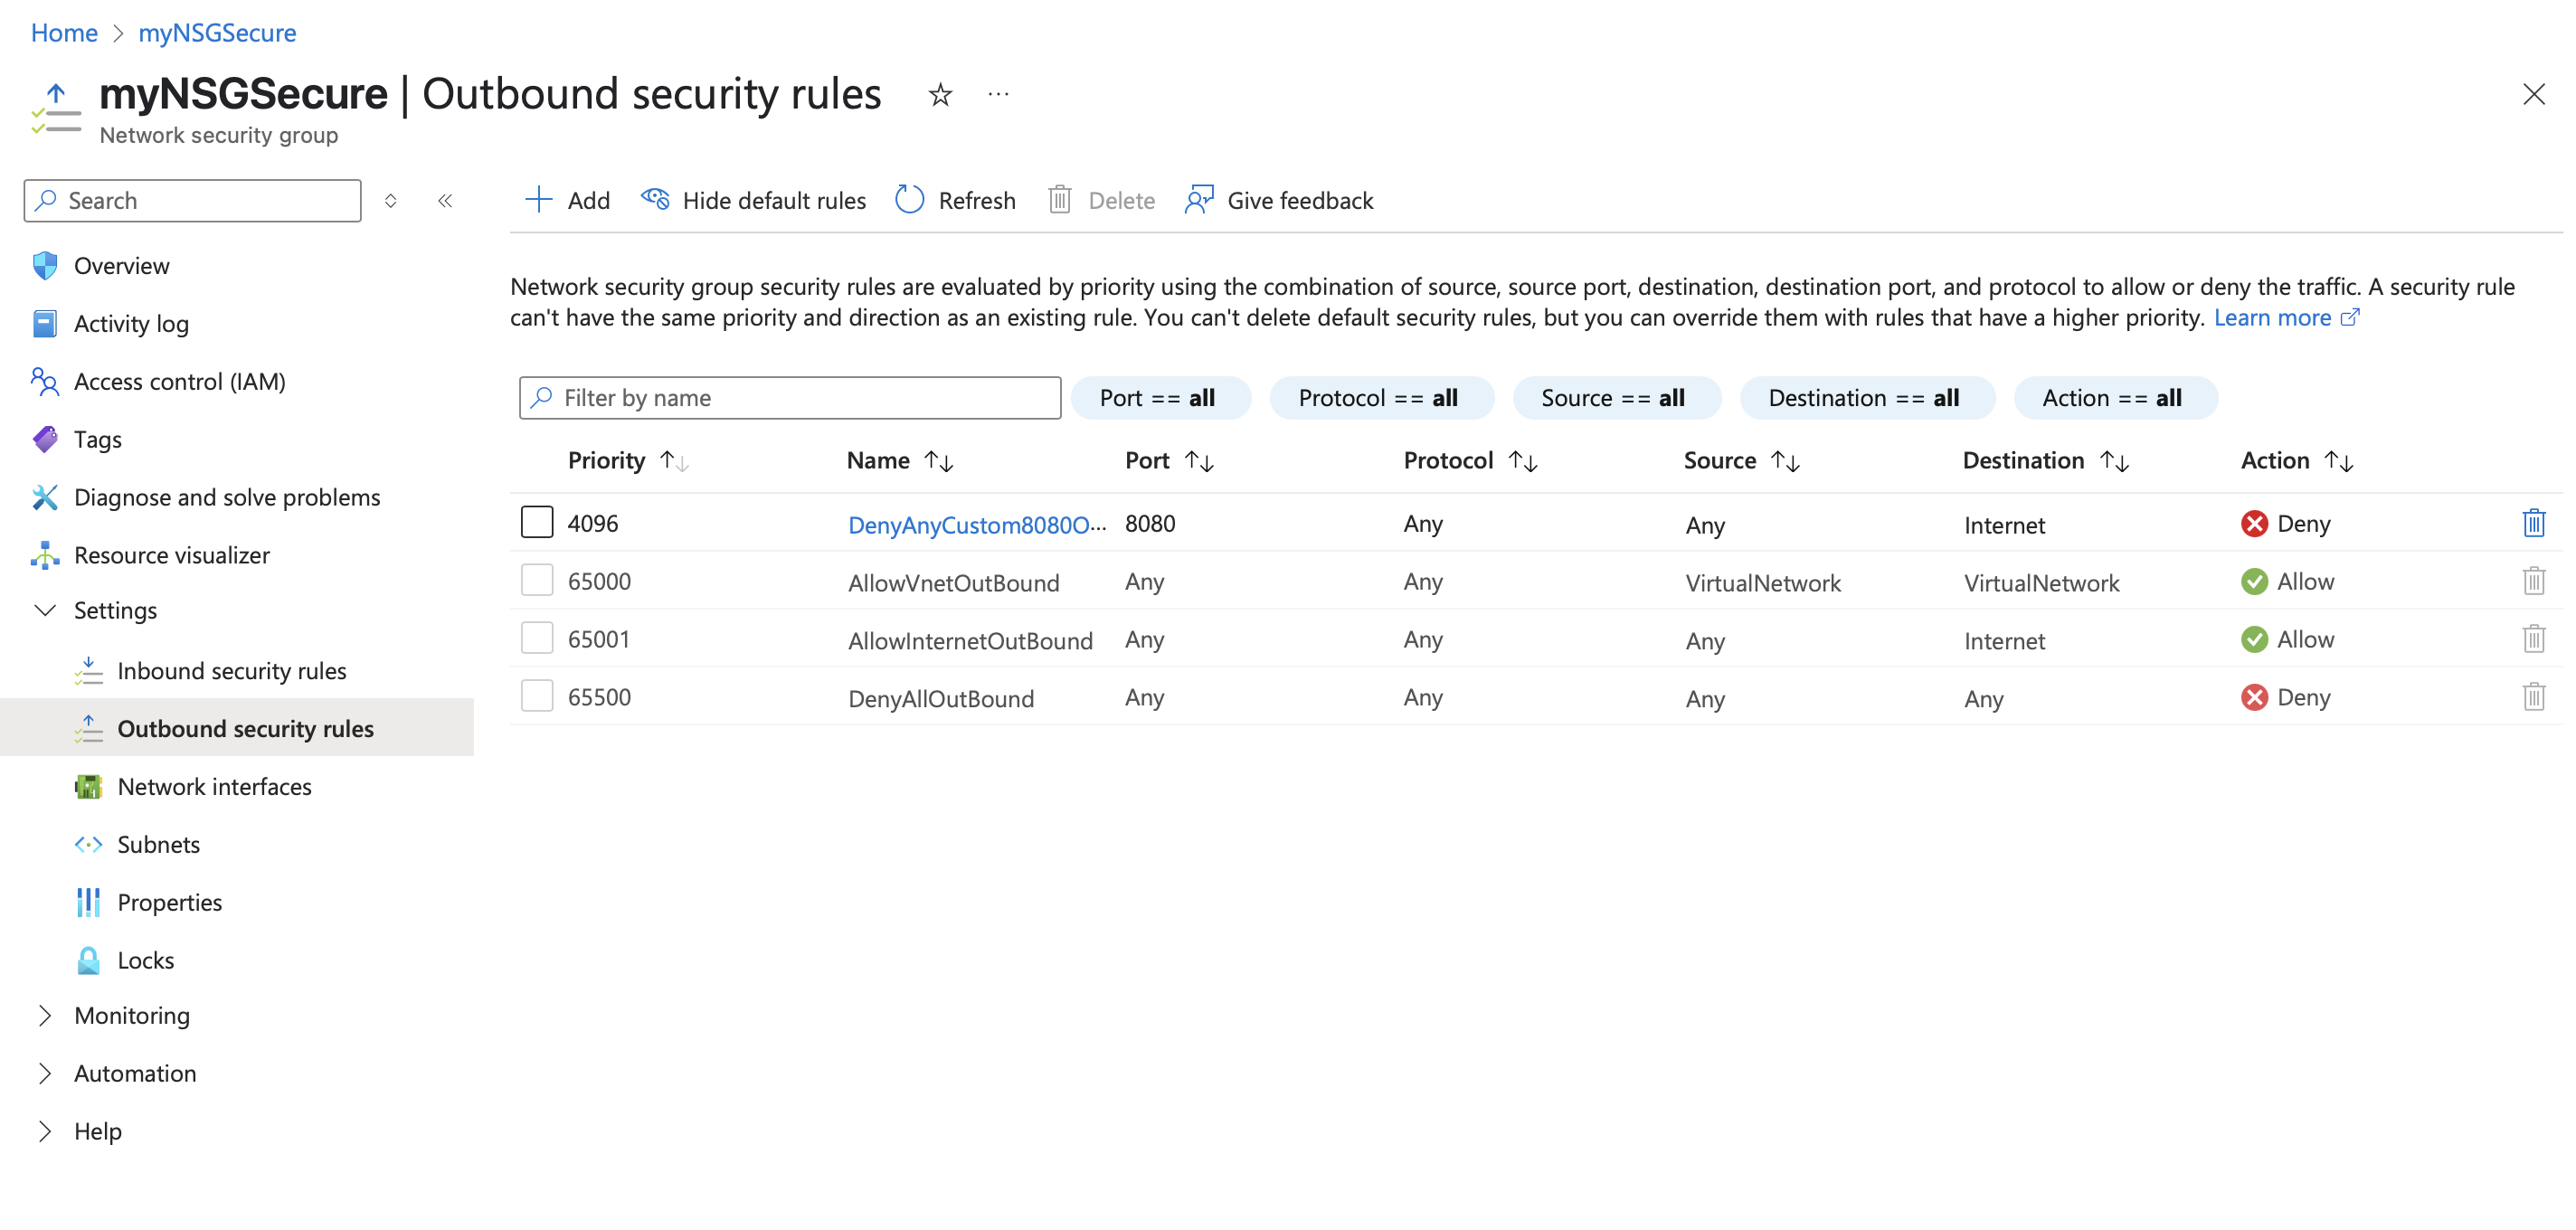 Home > myNSGSecure
myNSGSecure | Outbound security rules
Network security group
Search
Overview
Activity log
Access control (IAM)
Tags
Diagnose and solve problems
Resource visualizer
Settings
Inbound security rules
Outbound security rules
Network interfaces
Subnets
Properties
Locks
Monitoring
Automation
Help
Add Hide default rules Refresh Delete Give feedback
Network security group security rules are evaluated by priority using the combination of source, source port, destination, destination port, and protocol to allow or deny the traffic. A security rule
can't have the same priority and direction as an existing rule. You can't delete default security rules, but you can override them with rules that have a higher priority. Learn more
Filter by name Port == all Protocol == all Source == all Destination == all Action == all
Priority Name Port Protocol Source Destination Action
4096 DenyAnyCustom8080O... 8080 Any Any Internet Deny
65000 AllowVnetOutBound Any Any VirtualNetwork VirtualNetwork Allow
65001 AllowInternetOutBound Any Any Any Internet Allow
65500 DenyAllOutBound Any Any Any Any Deny